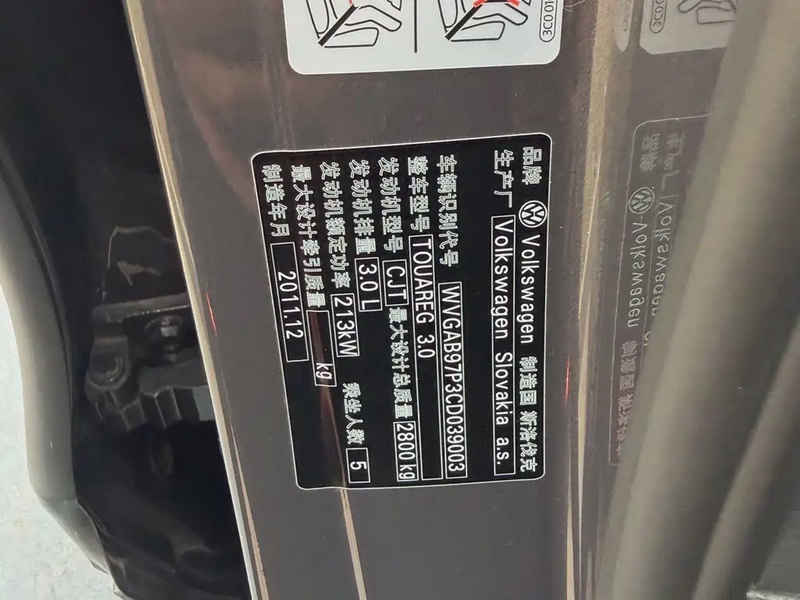 3C0.01
3C0.0
品牌 Volkswagen 制造国 斯洛伐克
生产厂 Volkswagen Slovakia a.s.
车辆识别代号 WVGAB97P3CD039003
整车型号 TOUAREG 3.0
发动机型号 CJT 最大设计总质量 2800 kg
发动机排量 3.0 L
发动机额定功率 213kW 乘坐人数 5
最大设计牵引质量 kg
制造年月 2011.12